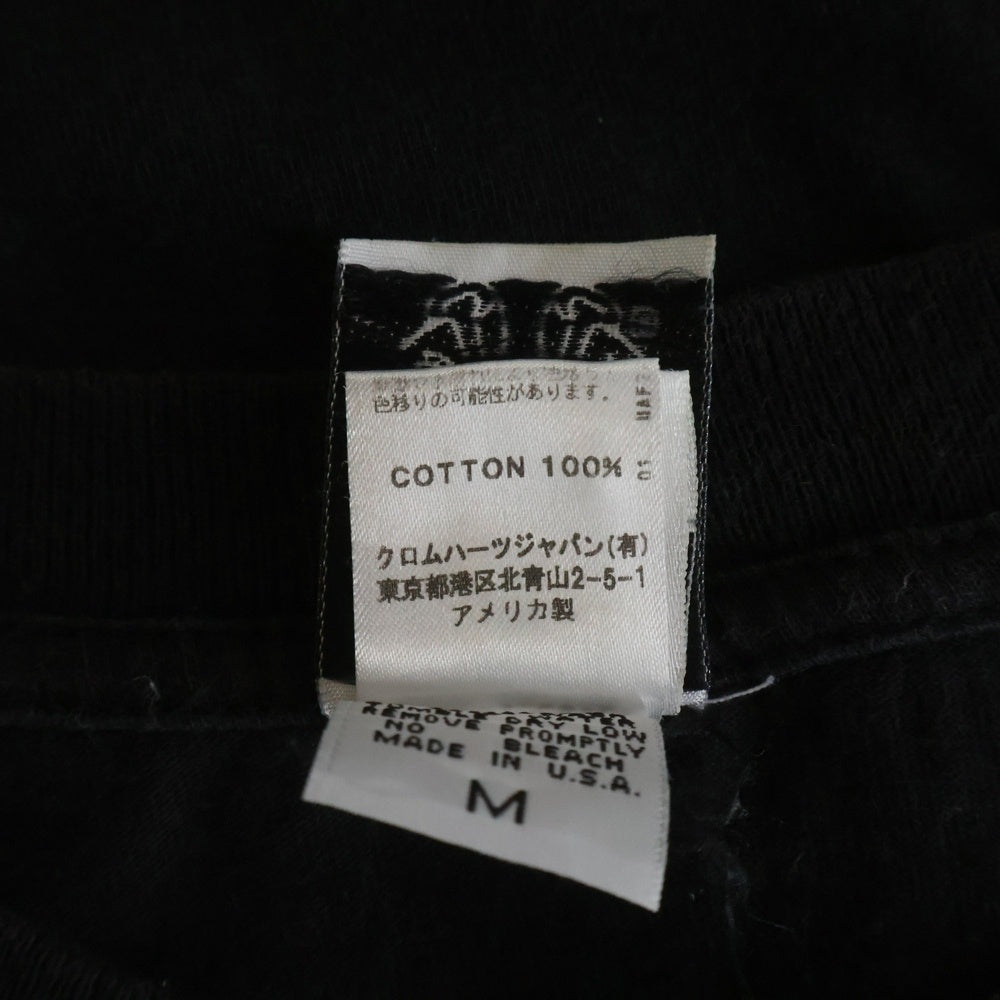 色移りの可能性があります。
COTTON 100%
クロムハーツジャパン(有)
東京都港区北青山2-5-1
アメリカ製
REMOVE PROMPTLY
NO BLEACH
MADE IN U.S.A.
M